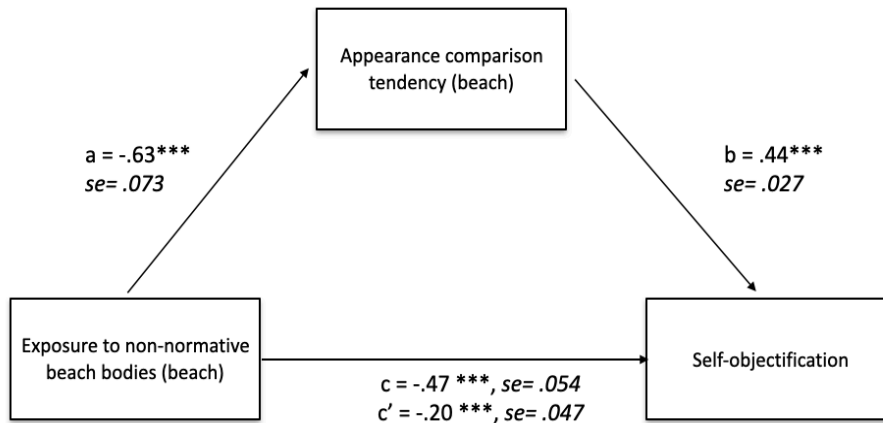 Appearance comparison
tendency (beach)
a = -.63***
se= .073
b = .44***
se= .027
Exposure to non-normative
beach bodies (beach)
Self-objectification
c = -.47 ***, se= .054
c’ = -.20 ***, se= .047